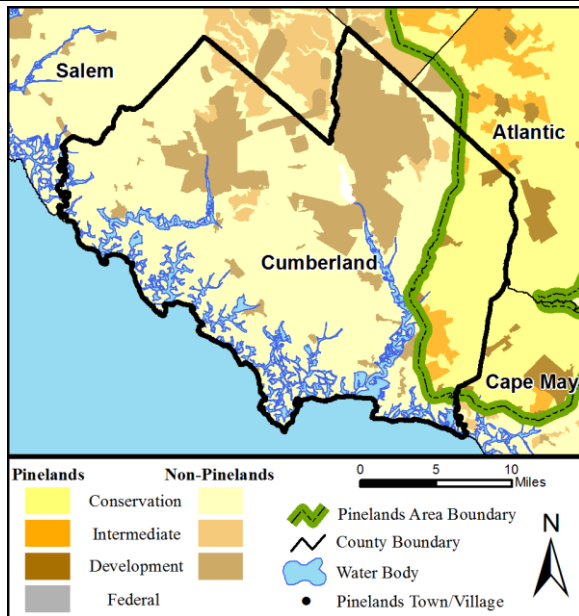 Salem
Atlantic
Cumberland
Cape May
Pinelands
Non-Pinelands
Conservation
Intermediate
Development
Federal
0 5 10
Miles
Pinelands Area Boundary
County Boundary
Water Body
Pinelands Town/Village
N